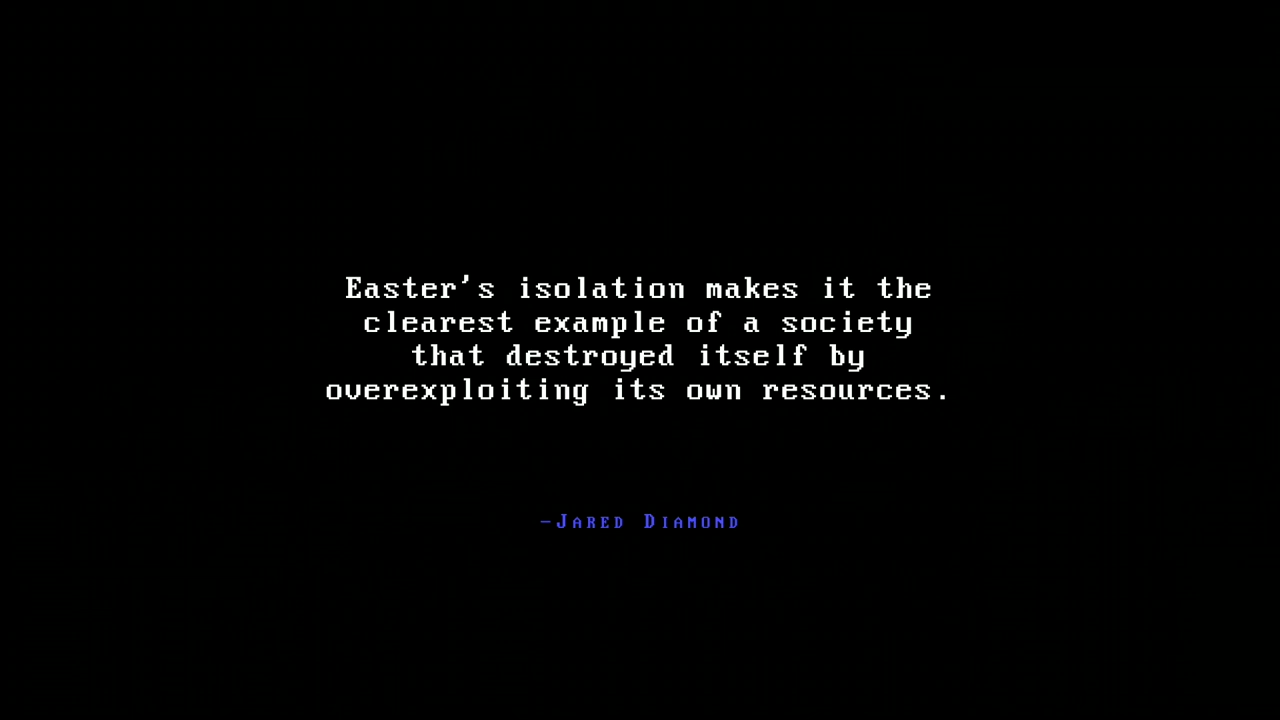 Easter's isolation makes it the
clearest example of a society
that destroyed itself by
overexploiting its own resources.
-Jared Diamond